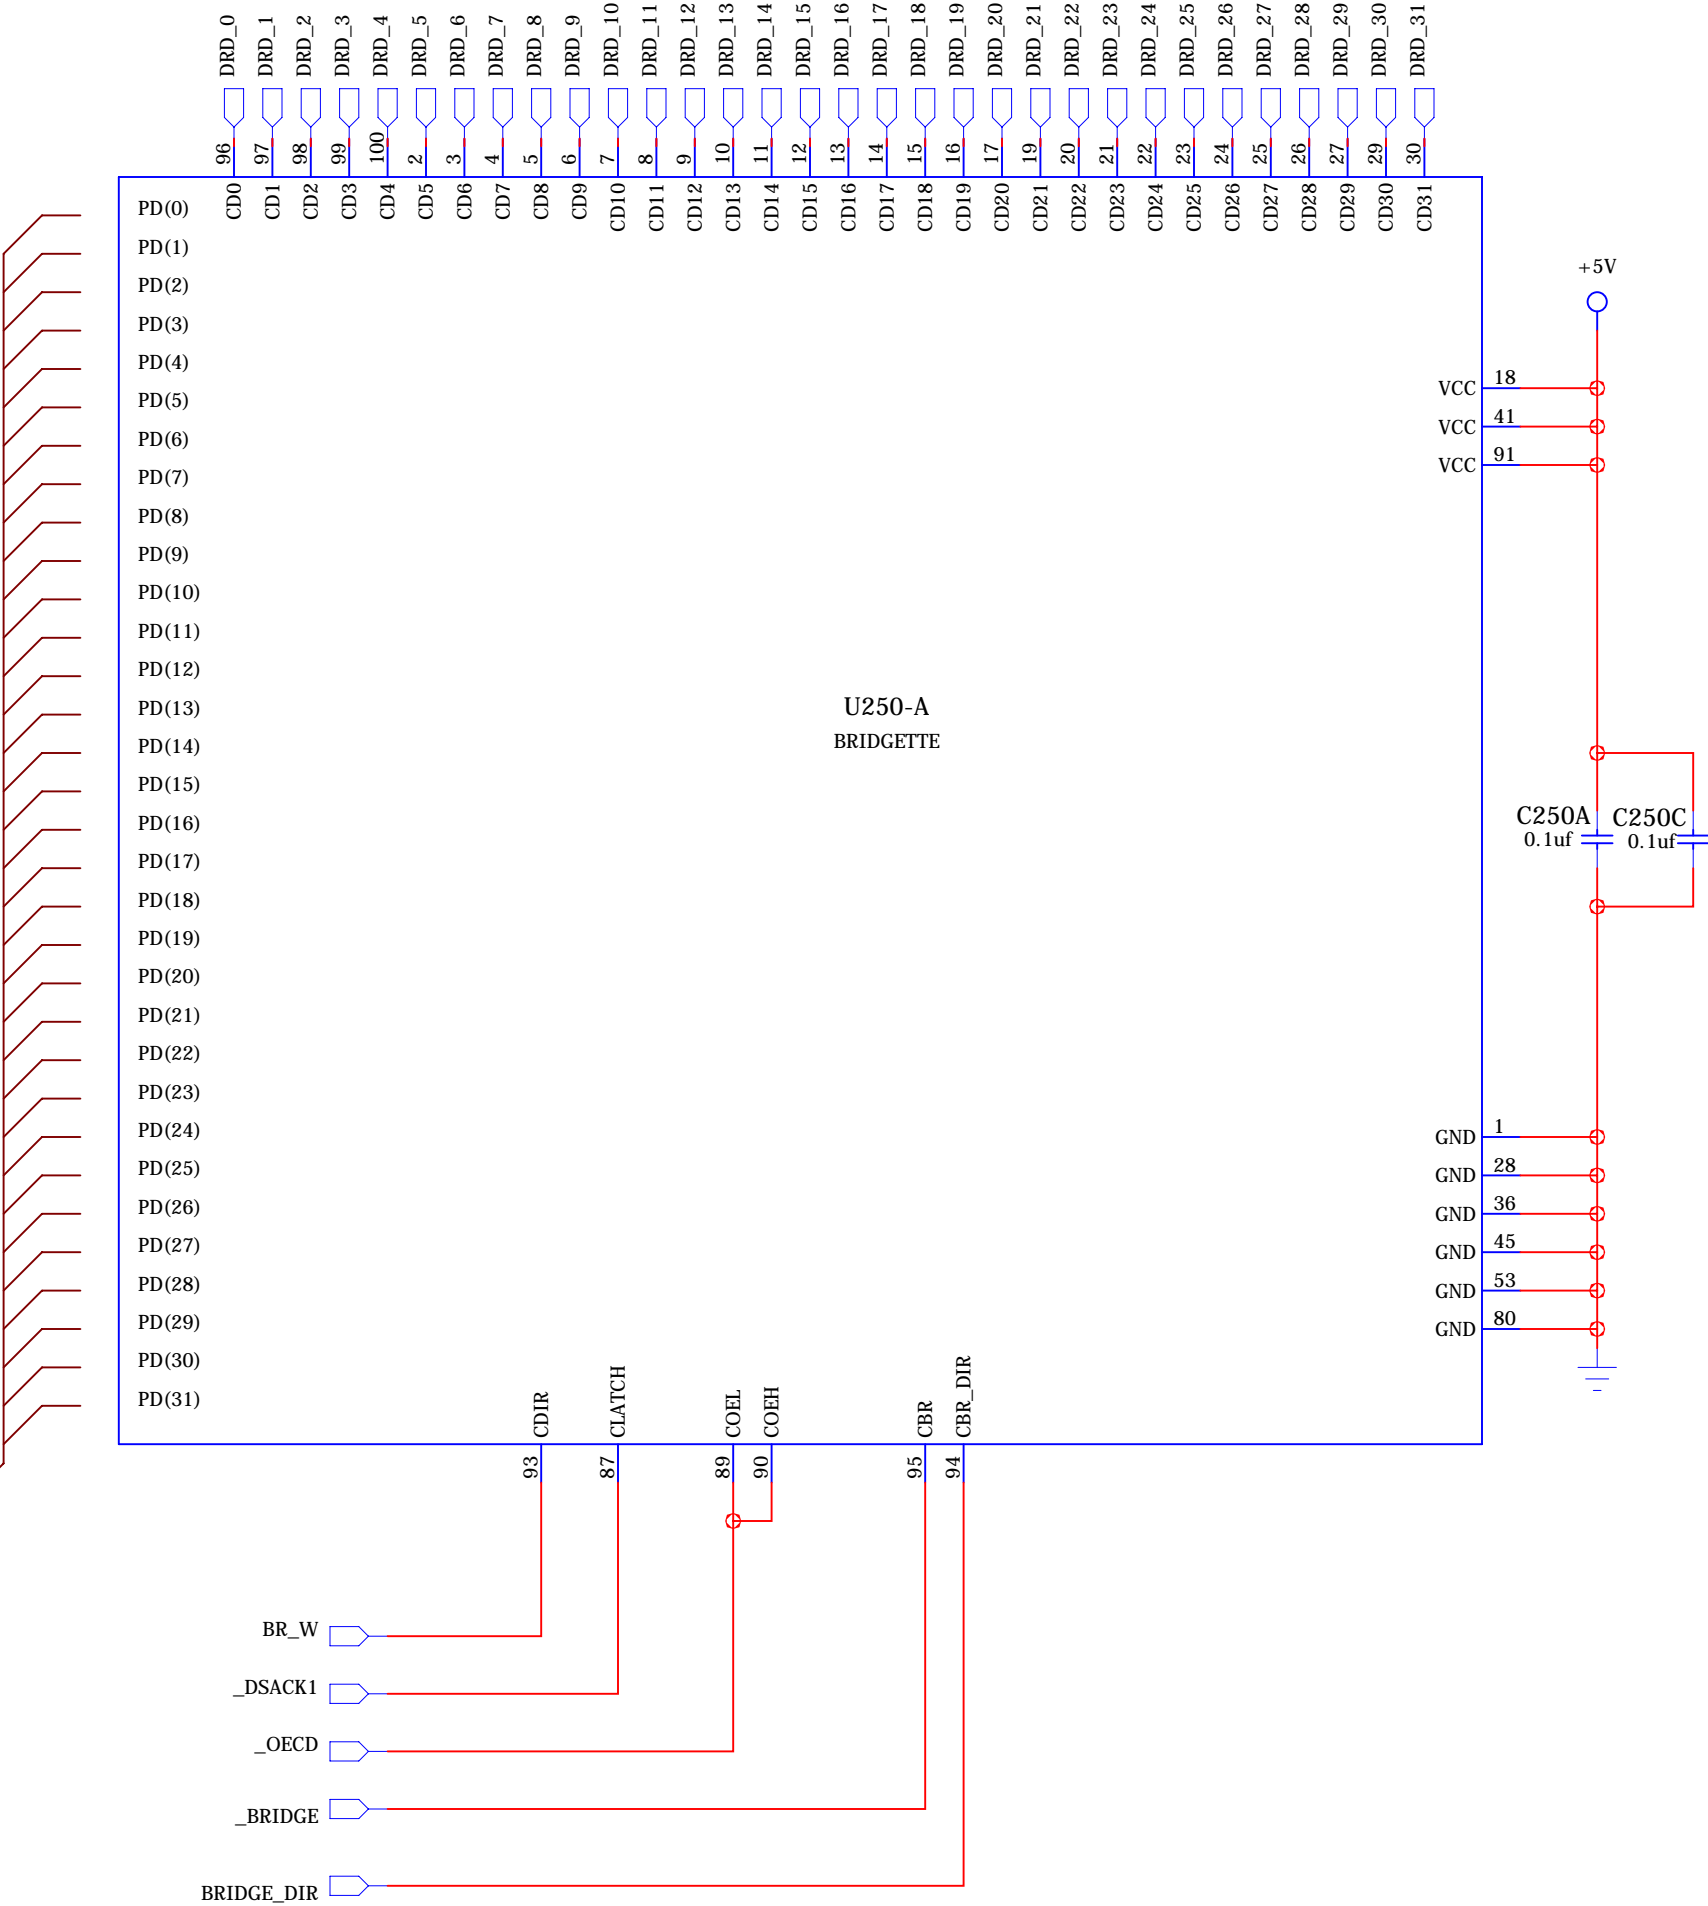 DRD_0 DRD_1 DRD_2 DRD_3 DRD_4 DRD_5 DRD_6 DRD_7 DRD_8 DRD_9 DRD_10 DRD_11 DRD_12 DRD_13 DRD_14 DRD_15 DRD_16 DRD_17 DRD_18 DRD_19 DRD_20 DRD_21 DRD_22 DRD_23 DRD_24 DRD_25 DRD_26 DRD_27 DRD_28 DRD_29 DRD_30 DRD_31
96 97 98 99 100 2 3 4 5 6 7 8 9 10 11 12 13 14 15 16 17 19 20 21 22 23 24 25 26 27 29 30
CD0 CD1 CD2 CD3 CD4 CD5 CD6 CD7 CD8 CD9 CD10 CD11 CD12 CD13 CD14 CD15 CD16 CD17 CD18 CD19 CD20 CD21 CD22 CD23 CD24 CD25 CD26 CD27 CD28 CD29 CD30 CD31
PD(0)
PD(1)
PD(2)
PD(3)
PD(4)
PD(5)
PD(6)
PD(7)
PD(8)
PD(9)
PD(10)
PD(11)
PD(12)
PD(13)
PD(14)
PD(15)
PD(16)
PD(17)
PD(18)
PD(19)
PD(20)
PD(21)
PD(22)
PD(23)
PD(24)
PD(25)
PD(26)
PD(27)
PD(28)
PD(29)
PD(30)
PD(31)
U250-A
BRIDGETTE
+5V
VCC 18
VCC 41
VCC 91
C250A C250C
0.1uf 0.1uf
GND 1
GND 28
GND 36
GND 45
GND 53
GND 80
CDIR CLATCH COEL COEH CBR CBR_DIR
93 87 89 90 95 94
BR_W
_DSACK1
_OECD
_BRIDGE
BRIDGE_DIR